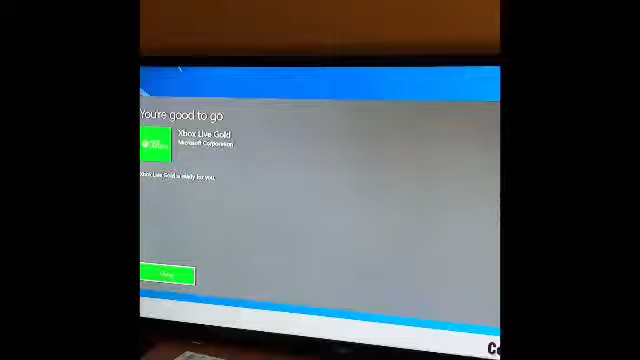 You're good to go
Xbox Live Gold
Microsoft Corporation
Xbox Live Gold is ready for you.